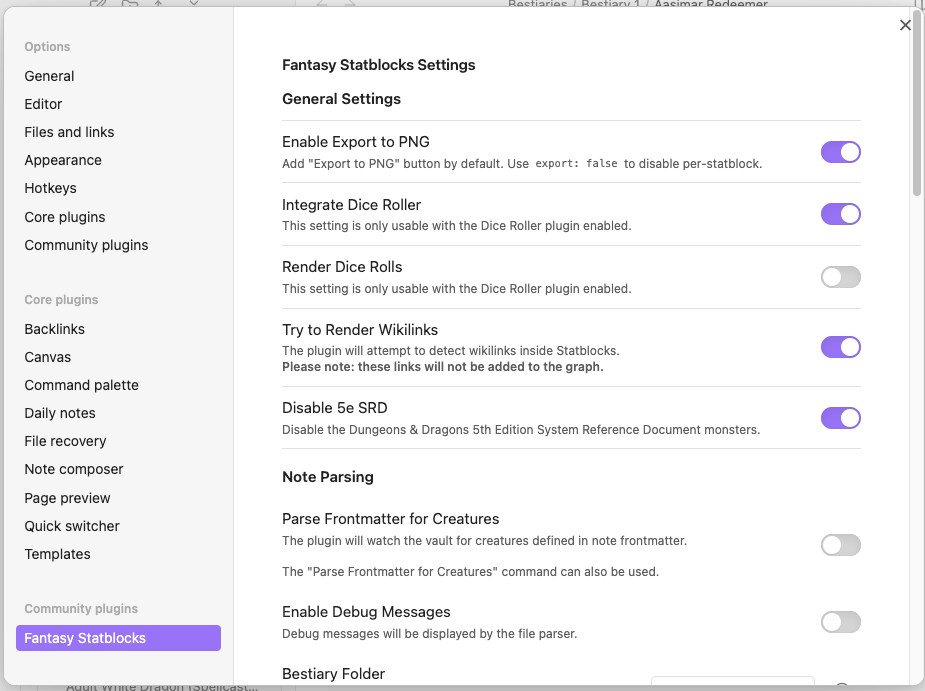 Bestiaries / Bestiary 1 / Aasimar Redeemer
Options
General
Editor
Files and links
Appearance
Hotkeys
Core plugins
Community plugins
Core plugins
Backlinks
Canvas
Command palette
Daily notes
File recovery
Note composer
Page preview
Quick switcher
Templates
Community plugins
Fantasy Statblocks
Fantasy Statblocks Settings
General Settings
Enable Export to PNG
Add "Export to PNG" button by default. Use export: false to disable per-statblock.
Integrate Dice Roller
This setting is only usable with the Dice Roller plugin enabled.
Render Dice Rolls
This setting is only usable with the Dice Roller plugin enabled.
Try to Render Wikilinks
The plugin will attempt to detect wikilinks inside Statblocks.
Please note: these links will not be added to the graph.
Disable 5e SRD
Disable the Dungeons & Dragons 5th Edition System Reference Document monsters.
Note Parsing
Parse Frontmatter for Creatures
The plugin will watch the vault for creatures defined in note frontmatter.
The "Parse Frontmatter for Creatures" command can also be used.
Enable Debug Messages
Debug messages will be displayed by the file parser.
Bestiary Folder
Adult White Dragon (Spellcast...